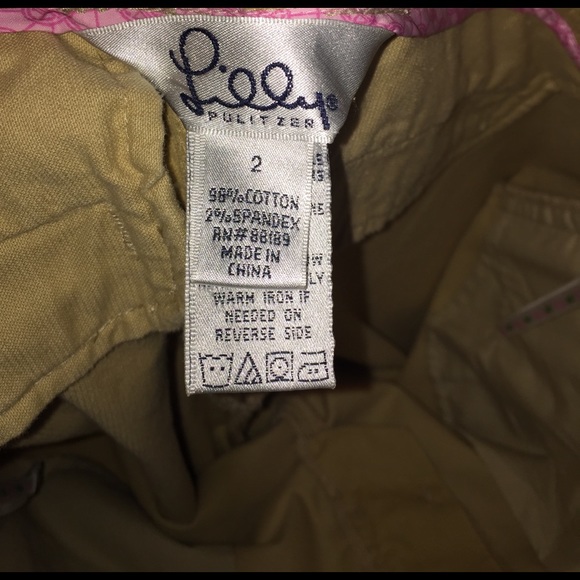 Lilly
PULITZER
2
98% COTTON
2% SPANDEX
RN# 88189
MADE IN
CHINA
WARM IRON IF
NEEDED ON
REVERSE SIDE